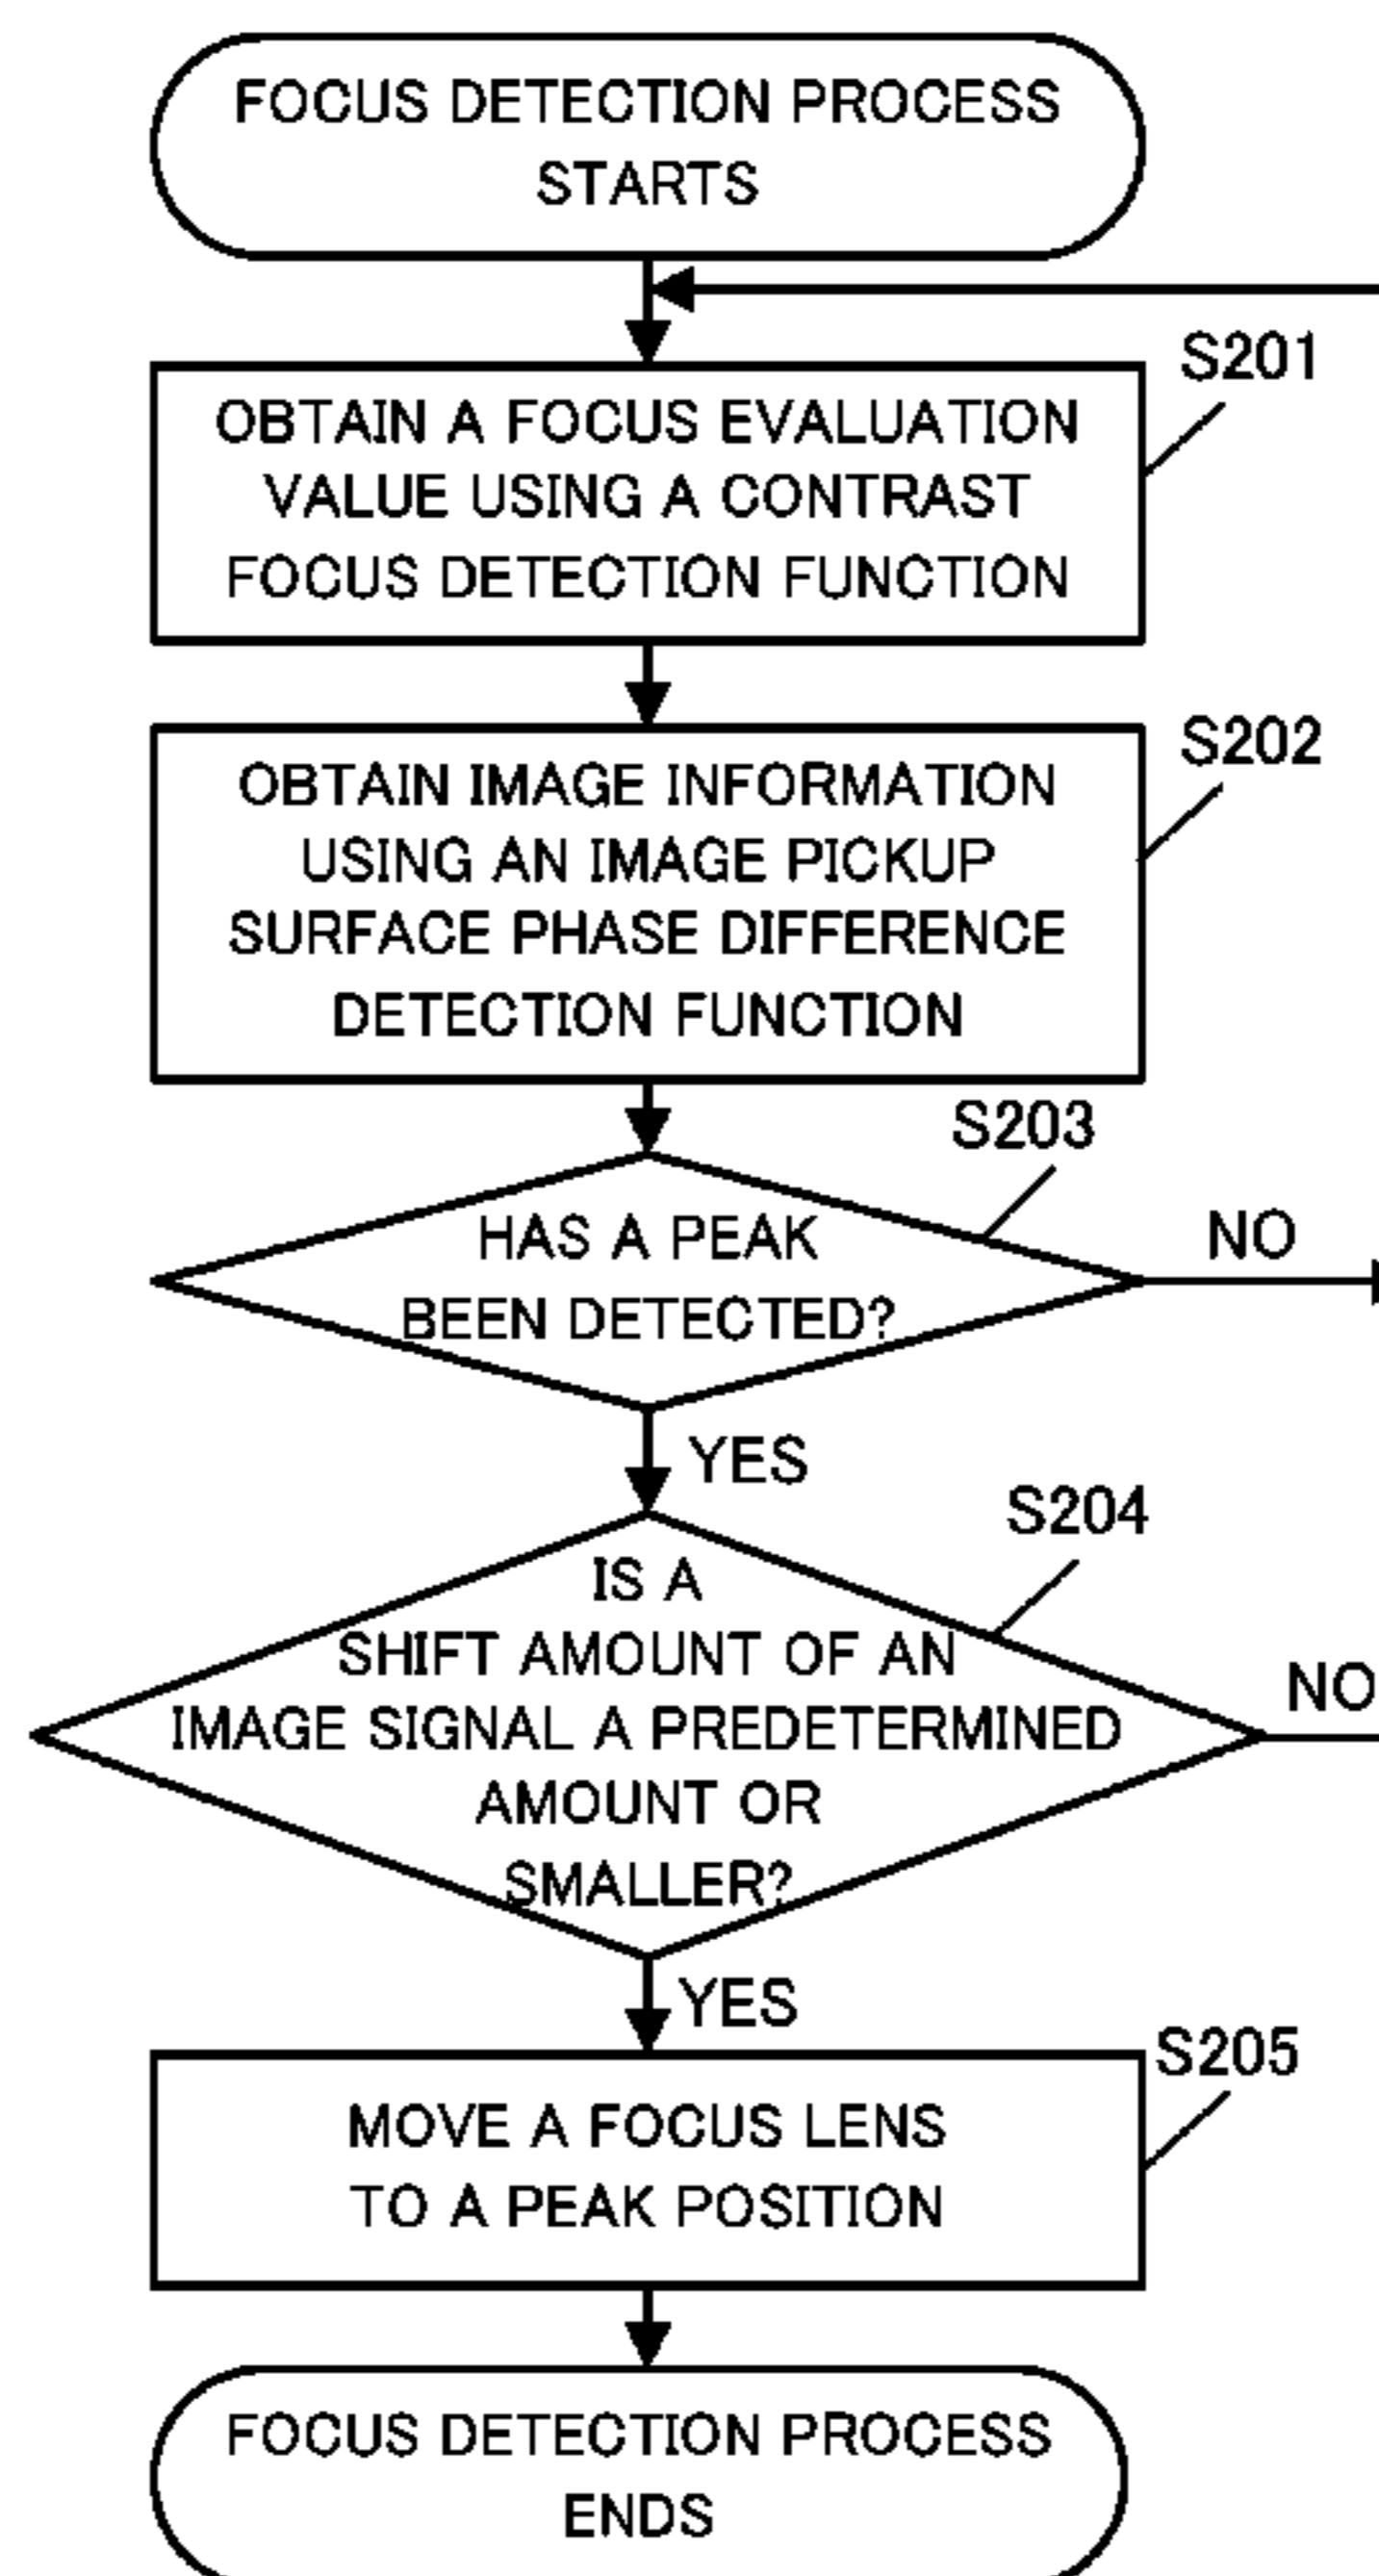 FOCUS DETECTION PROCESS
STARTS
S201
OBTAIN A FOCUS EVALUATION
VALUE USING A CONTRAST
FOCUS DETECTION FUNCTION
S202
OBTAIN IMAGE INFORMATION
USING AN IMAGE PICKUP
SURFACE PHASE DIFFERENCE
DETECTION FUNCTION
S203
HAS A PEAK
BEEN DETECTED?
NO
YES
S204
IS A
SHIFT AMOUNT OF AN
IMAGE SIGNAL A PREDETERMINED
AMOUNT OR
SMALLER?
NO
YES
S205
MOVE A FOCUS LENS
TO A PEAK POSITION
FOCUS DETECTION PROCESS
ENDS